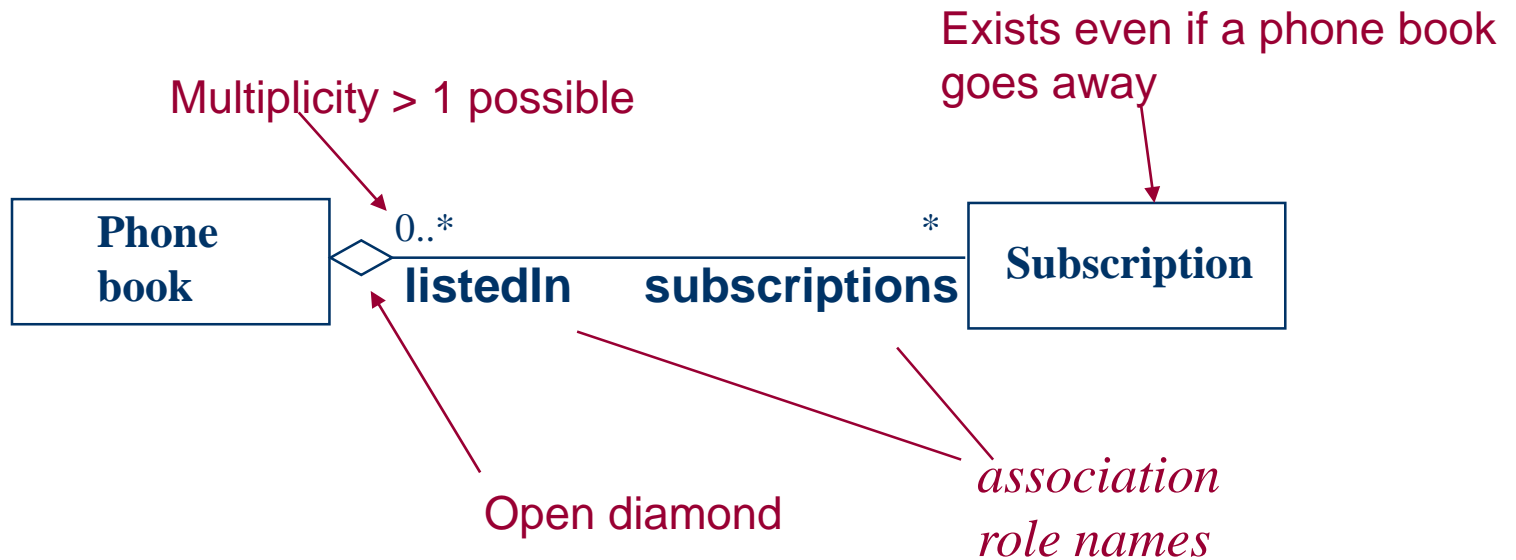 Exists even if a phone book
goes away
Multiplicity > 1 possible
Phone
book
0..*
*
listedIn
subscriptions
Subscription
Open diamond
association
role names